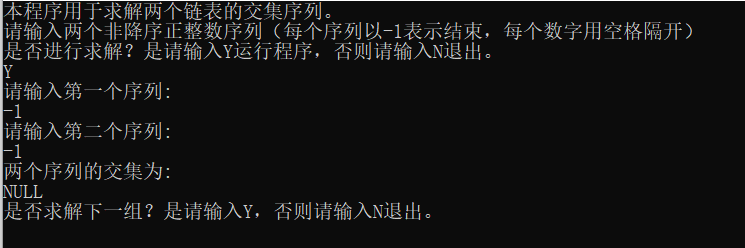 本程序用于求解两个链表的交集序列。
请输入两个非降序正整数序列（每个序列以-1表示结束，每个数字用空格隔开）
是否进行求解？是请输入Y运行程序，否则请输入N退出。
Y
请输入第一个序列:
-1
请输入第二个序列:
-1
两个序列的交集为:
NULL
是否求解下一组？是请输入Y，否则请输入N退出。